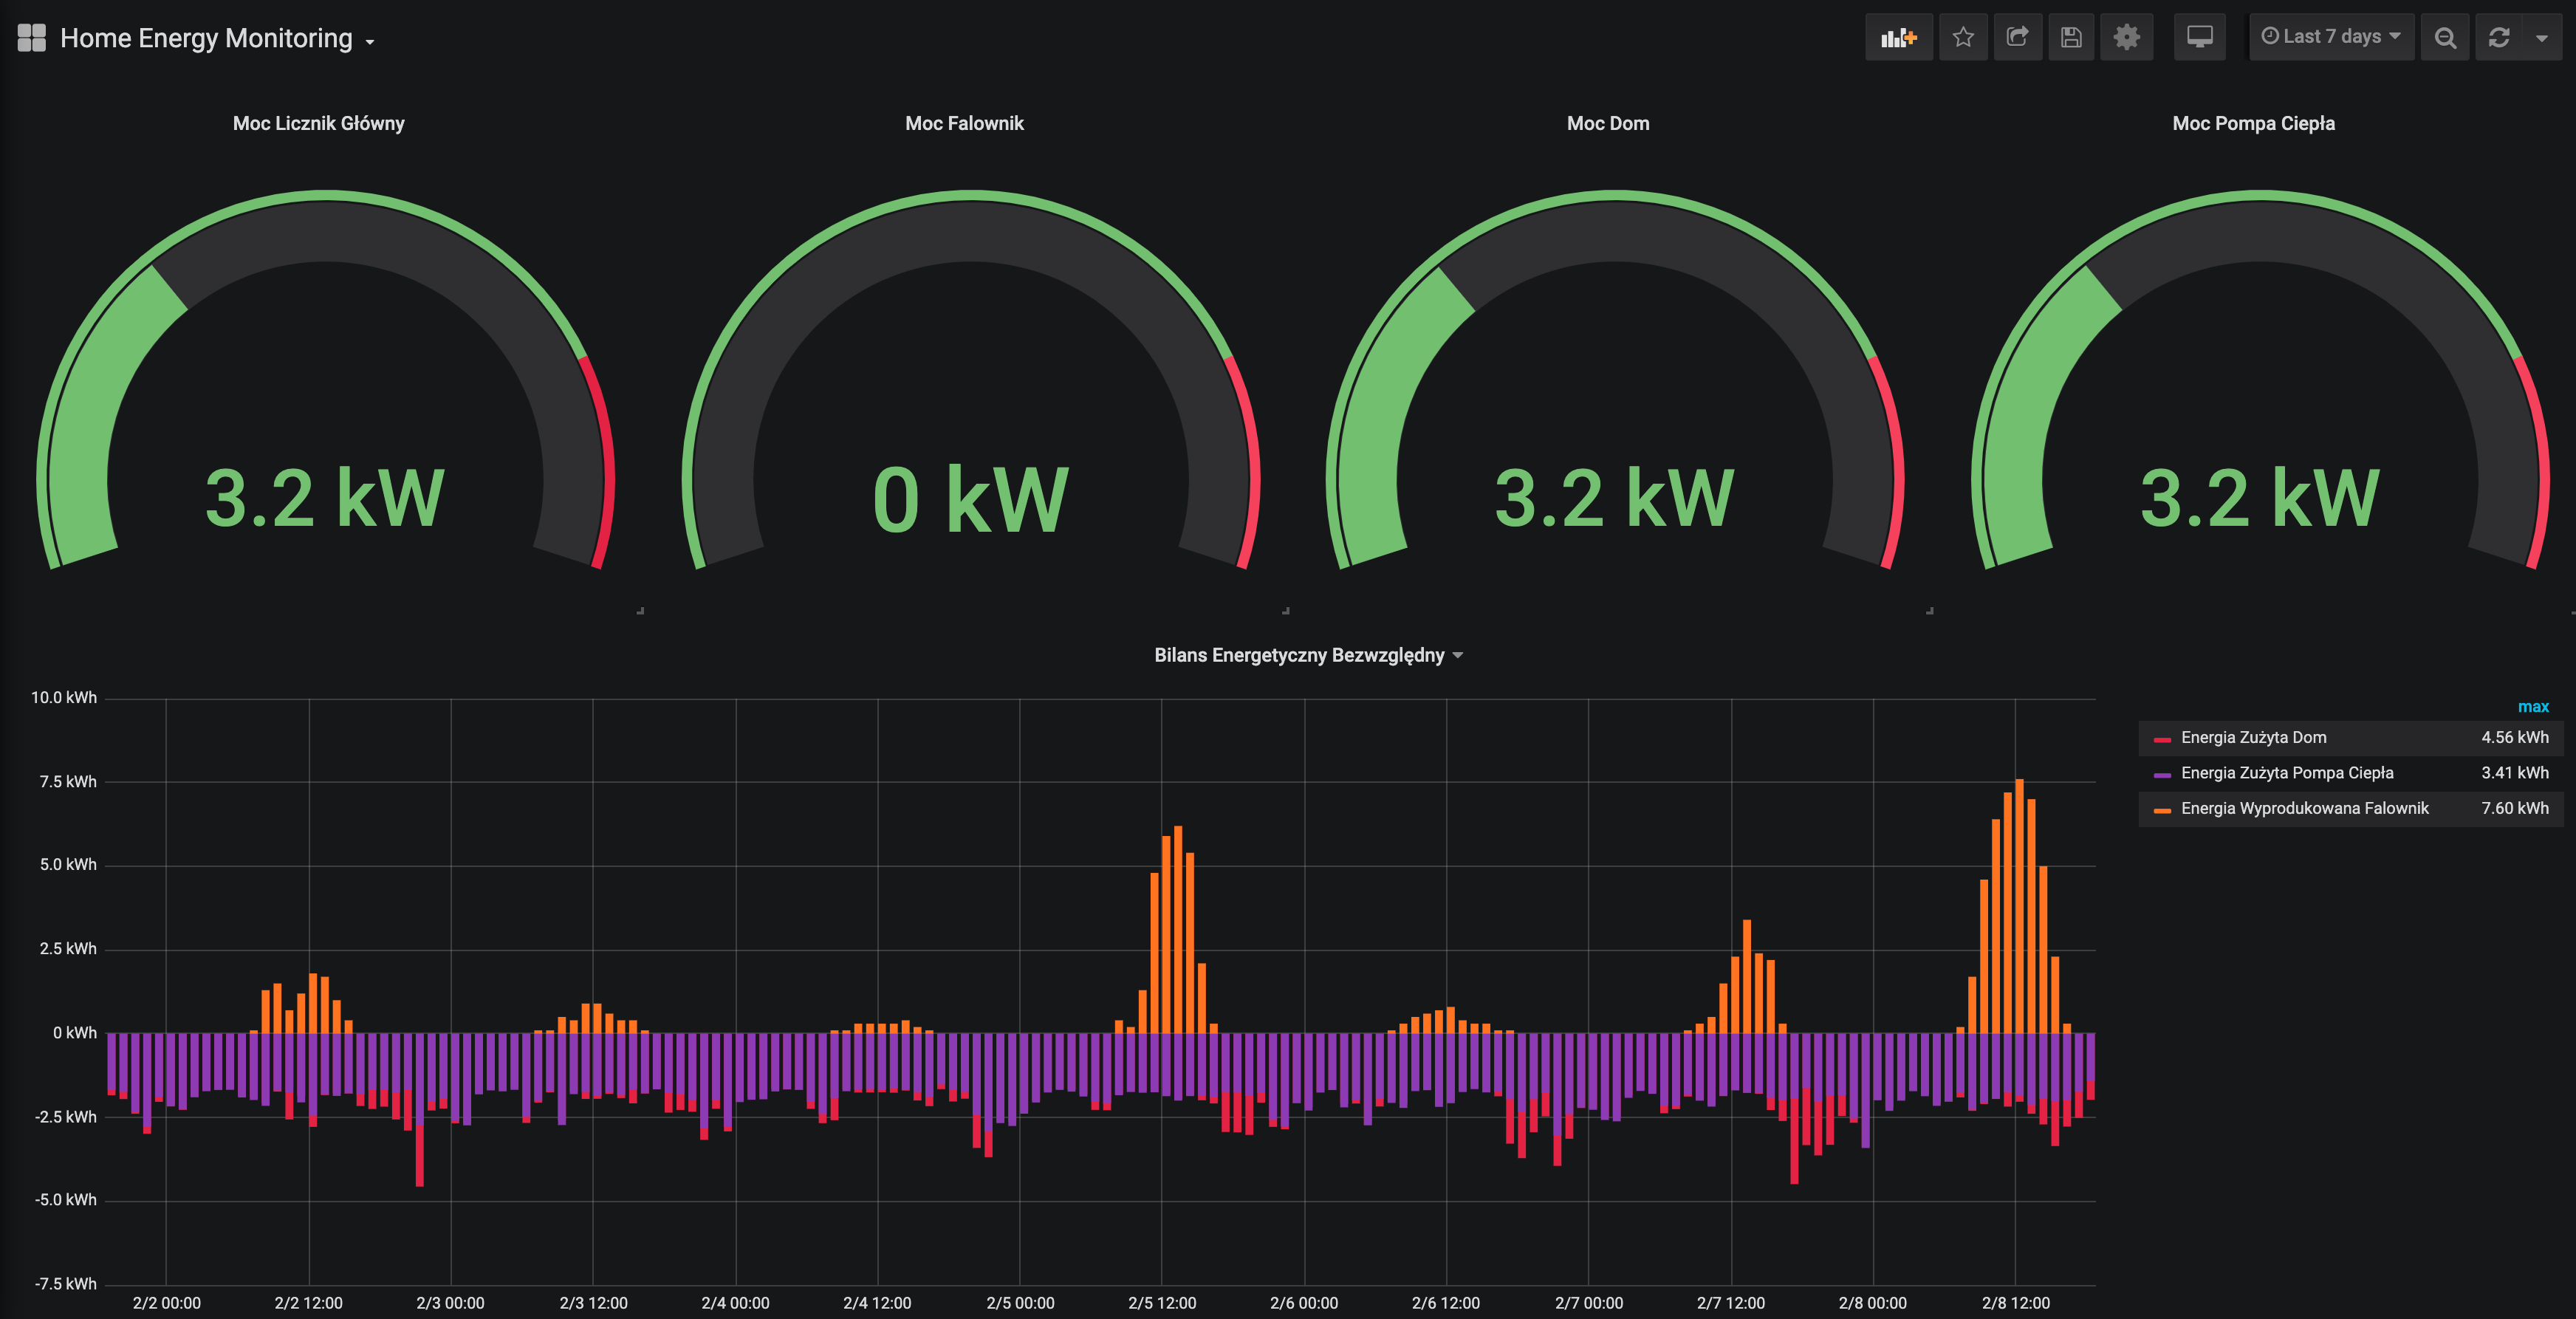 Home Energy Monitoring
Last 7 days
Moc Licznik Główny
Moc Falownik
Moc Dom
Moc Pompa Ciepła
3.2 kW
0 kW
3.2 kW
3.2 kW
Bilans Energetyczny Bezwzględny
10.0 kWh
7.5 kWh
5.0 kWh
2.5 kWh
0 kWh
-2.5 kWh
-5.0 kWh
-7.5 kWh
2/2 00:00
2/2 12:00
2/3 00:00
2/3 12:00
2/4 00:00
2/4 12:00
2/5 00:00
2/5 12:00
2/6 00:00
2/6 12:00
2/7 00:00
2/7 12:00
2/8 00:00
2/8 12:00
max
Energia Zużyta Dom 4.56 kWh
Energia Zużyta Pompa Ciepła 3.41 kWh
Energia Wyprodukowana Falownik 7.60 kWh